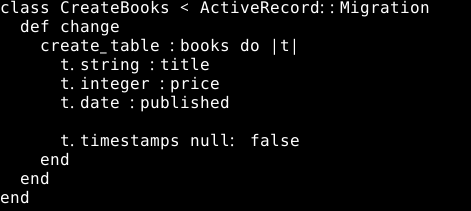 class CreateBooks < ActiveRecord::Migration
  def change
    create_table :books do |t|
      t.string :title
      t.integer :price
      t.date :published

      t.timestamps null: false
    end
  end
end